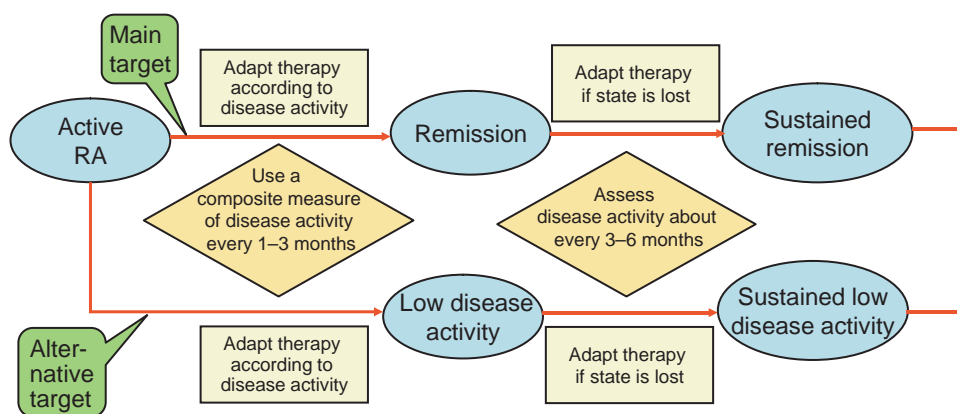 Main
target
Adapt therapy
according to
disease activity
Adapt therapy
if state is lost
Active
RA
Remission
Sustained
remission
Use a
composite measure
of disease activity
every 1–3 months
Assess
disease activity about
every 3–6 months
Low disease
activity
Sustained low
disease activity
Alter-
native
target
Adapt therapy
according to
disease activity
Adapt therapy
if state is lost